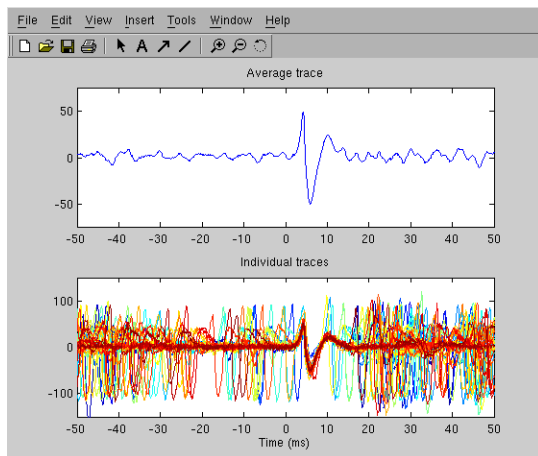 File Edit View Insert Tools Window Help
A
Average trace
50
0
-50
-50 -40 -30 -20 -10 0 10 20 30 40 50
Individual traces
100
0
-100
-50 -40 -30 -20 -10 0 10 20 30 40 50
Time (ms)